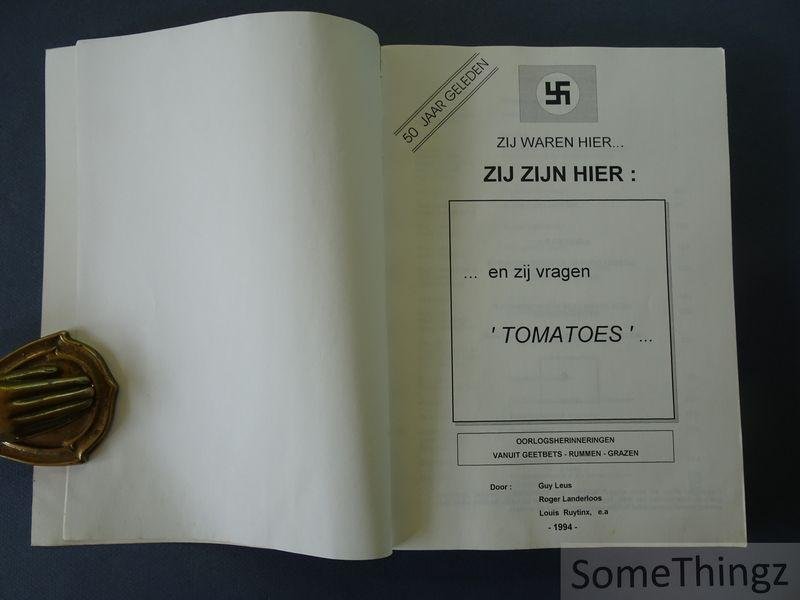 50 JAAR GELEDEN
ZIJ WAREN HIER...
ZIJ ZIJN HIER :
... en zij vragen
' TOMATOES ' ...
OORLOGSHERINNERINGEN
VANUIT GEETBETS - RUMMEN - GRAZEN
Door : Guy Leus
Roger Landerloos
Louis Ruytinx, e.a
- 1994 -
SomeThingz